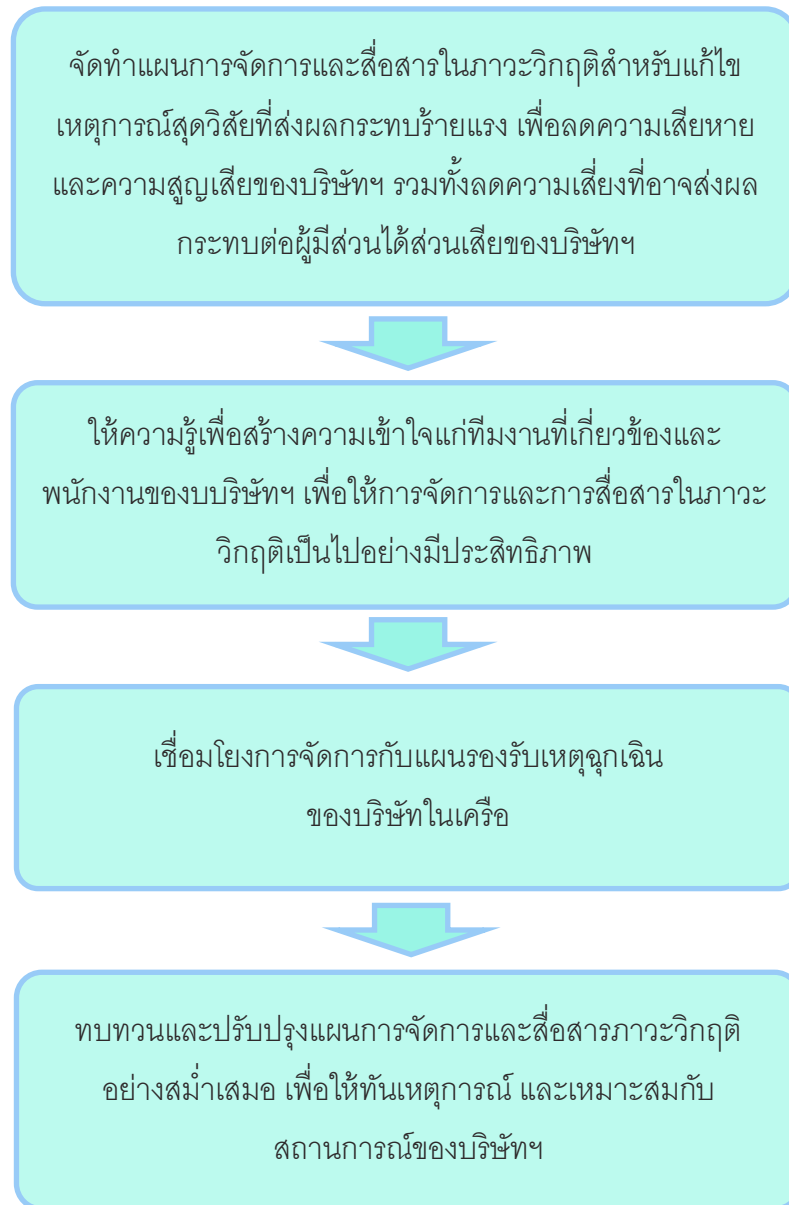 จัดทำแผนการจัดการและสื่อสารในภาวะวิกฤติสำหรับแก้ไข
เหตุการณ์สุดวิสัยที่ส่งผลกระทบร้ายแรง เพื่อลดความเสียหาย
และความสูญเสียของบริษัทฯ รวมทั้งลดความเสี่ยงที่อาจส่งผล
กระทบต่อผู้มีส่วนได้ส่วนเสียของบริษัทฯ
ให้ความรู้เพื่อสร้างความเข้าใจแก่ทีมงานที่เกี่ยวข้องและ
พนักงานของบบริษัทฯ เพื่อให้การจัดการและการสื่อสารในภาวะ
วิกฤติเป็นไปอย่างมีประสิทธิภาพ
เชื่อมโยงการจัดการกับแผนรองรับเหตุฉุกเฉิน
ของบริษัทในเครือ
ทบทวนและปรับปรุงแผนการจัดการและสื่อสารภาวะวิกฤติ
อย่างสม่ำเสมอ เพื่อให้ทันเหตุการณ์ และเหมาะสมกับ
สถานการณ์ของบริษัทฯ